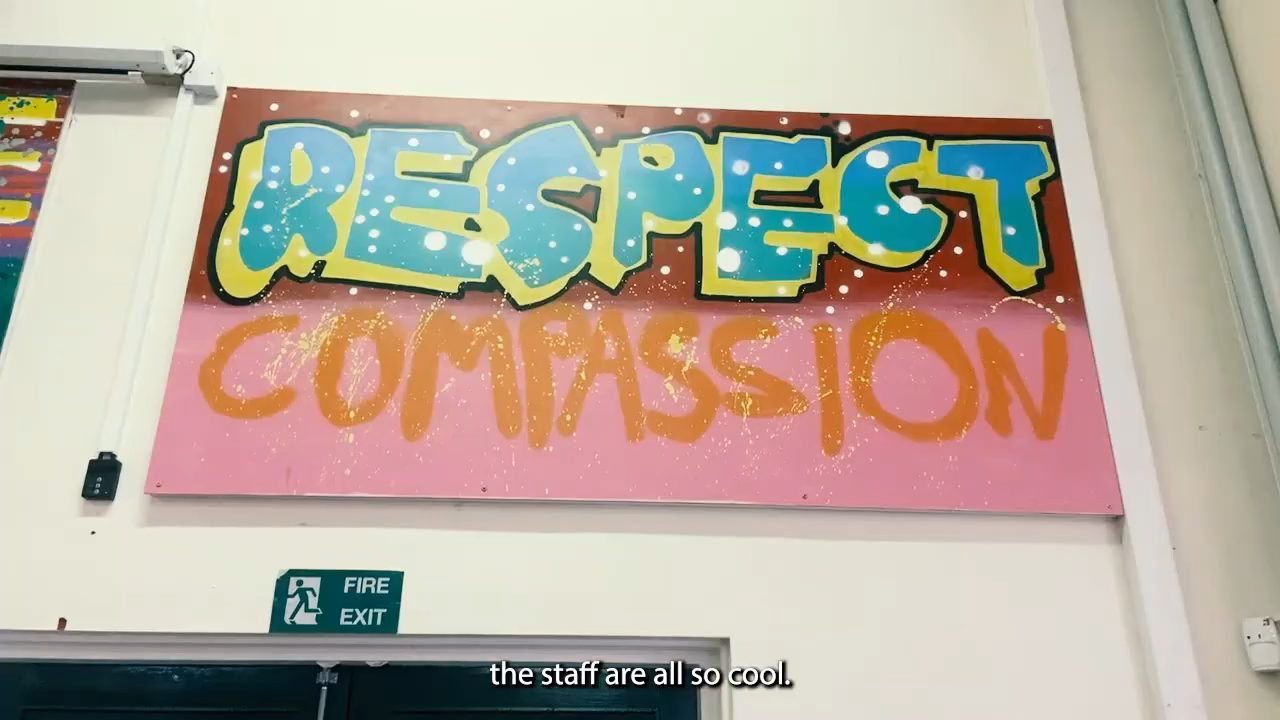 RESPECT
COMPASSION
FIRE
EXIT
the staff are all so cool.